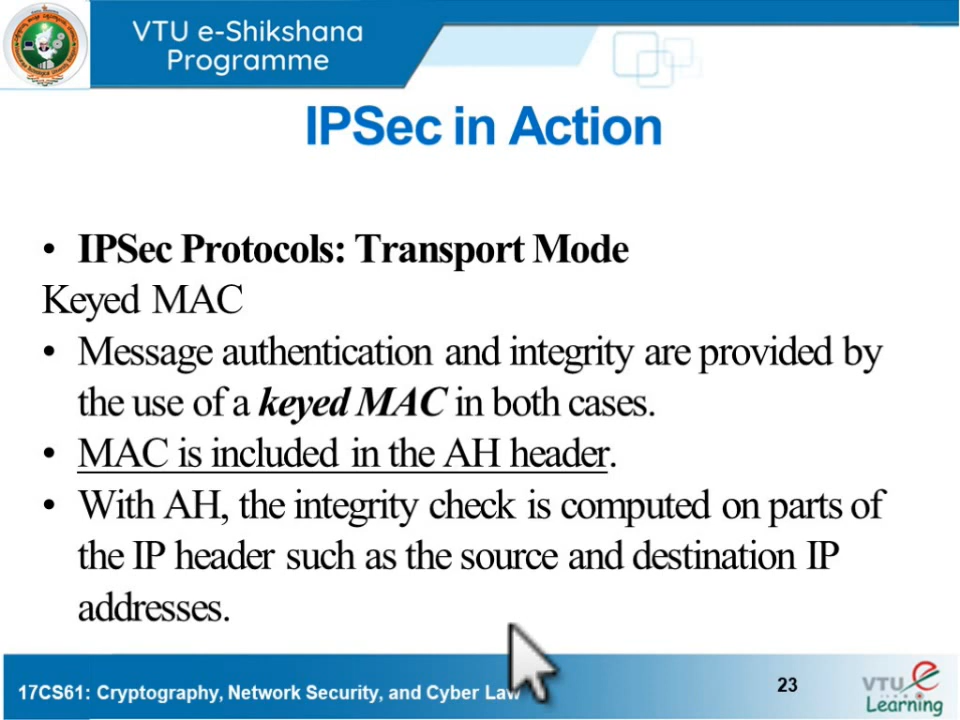 VTU e-Shikshana
Programme
IPSec in Action
• IPSec Protocols: Transport Mode
Keyed MAC
• Message authentication and integrity are provided by
the use of a keyed MAC in both cases.
• MAC is included in the AH header.
• With AH, the integrity check is computed on parts of
the IP header such as the source and destination IP
addresses.
17CS61: Cryptography, Network Security, and Cyber Law
23
VTU e
Learning